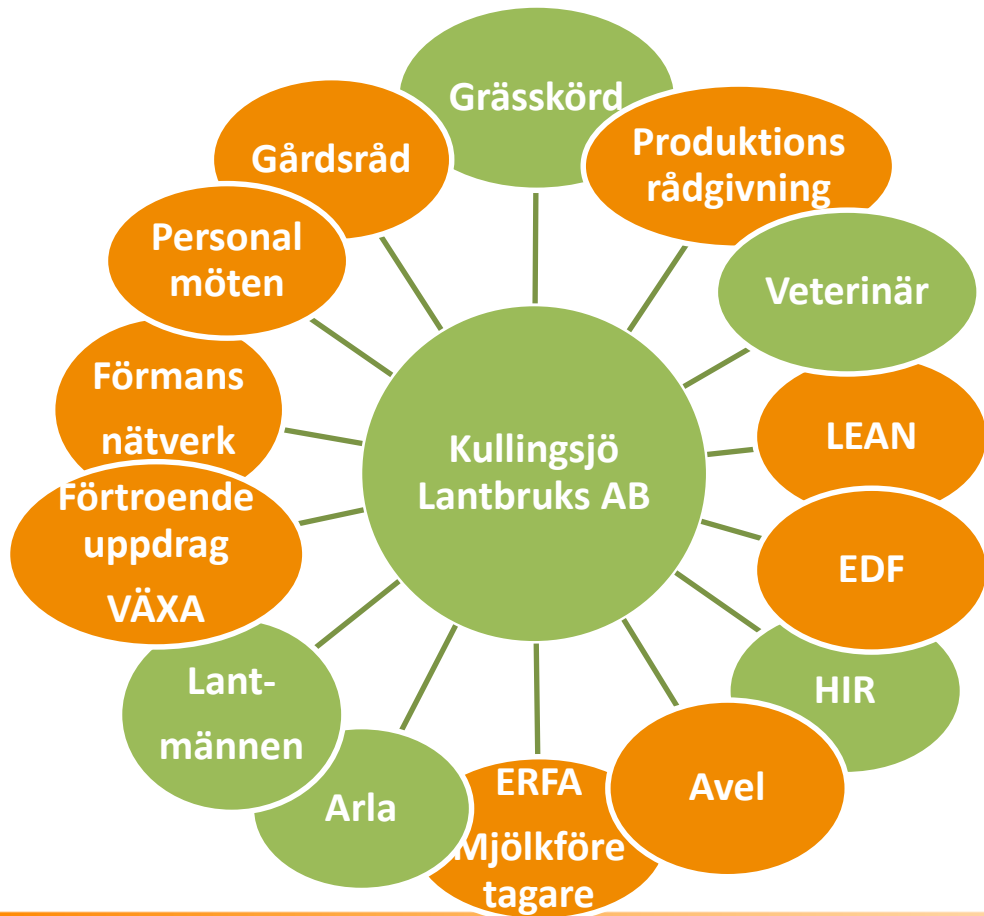 Grässkörd
Produktions
rådgivning
Veterinär
LEAN
EDF
HIR
Avel
ERFA
Mjölkföre
tagare
Arla
Lant-
männen
Förtroende
uppdrag
VÄXA
Förmans
nätverk
Personal
möten
Gårdsråd
Kullingsjö
Lantbruks AB